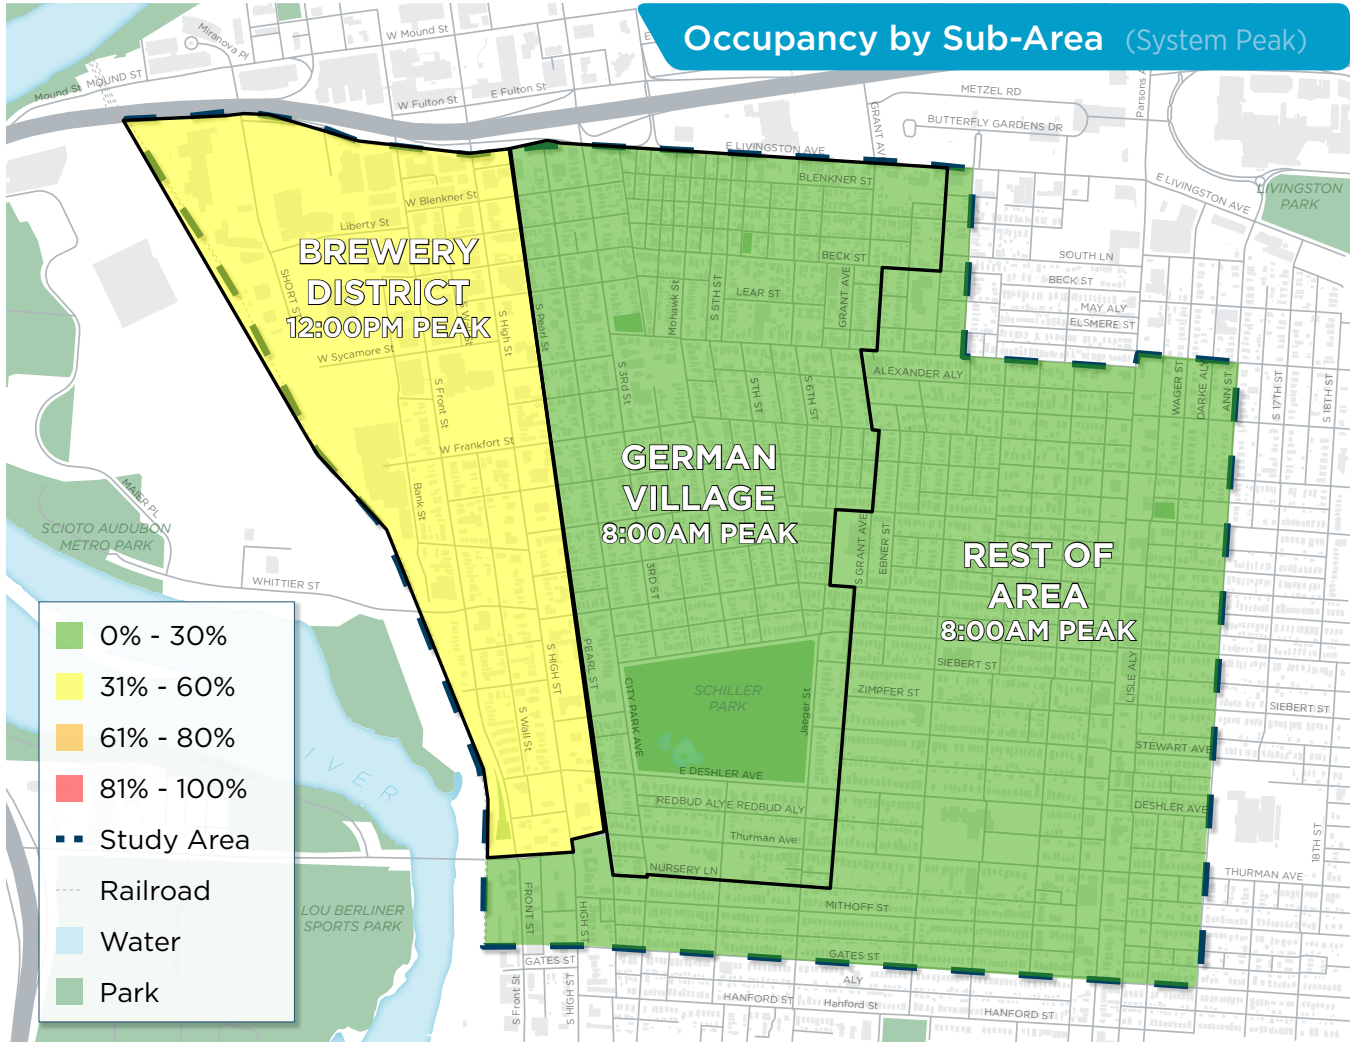 Occupancy by Sub-Area (System Peak)
Miranova Pl
W Mound St
Mound St
MOUND ST
W Fulton St
E Fulton St
METZEL RD
BUTTERFLY GARDENS DR
GRANT AVE
E LIVINGSTON AVE
E LIVINGSTON AVE
LIVINGSTON
PARK
BLENKNER ST
W Blenkner St
Liberty St
BREWERY
DISTRICT
12:00PM PEAK
SHORT ST
S High St
S Pearl St
W Sycamore St
S Front St
W Frankfort St
Bank St
BECK ST
LEAR ST
Mohawk St
S 5TH ST
GRANT AVE
SOUTH LN
BECK ST
MAY ALY
ELSMERE ST
ALEXANDER ALY
WAGER ST
DARKE ALY
ANN ST
S 17TH ST
S 18TH ST
S 3Rd St
5TH ST
S 6TH ST
GERMAN
VILLAGE
8:00AM PEAK
S GRANT AVE
EBNER ST
REST OF
AREA
8:00AM PEAK
MAIER PL
SCIOTO AUDUBON
METRO PARK
WHITTIER ST
3RD ST
PEARL ST
S HIGH ST
S Wall St
CITY PARK AVE
SCHILLER
PARK
Jaeger St
E DESHLER AVE
REDBUD ALY
E REDBUD ALY
Thurman Ave
NURSERY LN
SIEBERT ST
ZIMPFER ST
LISLE ALY
SIEBERT ST
STEWART AVE
DESHLER AVE
18TH ST
THURMAN AVE
MITHOFF ST
GATES ST
FRONT ST
HIGH ST
GATES ST
S Front St
S HIGH ST
ALY
HANFORD ST
Hanford St
HANFORD ST
IVER
LOU BERLINER
SPORTS PARK
0% - 30%
31% - 60%
61% - 80%
81% - 100%
Study Area
Railroad
Water
Park